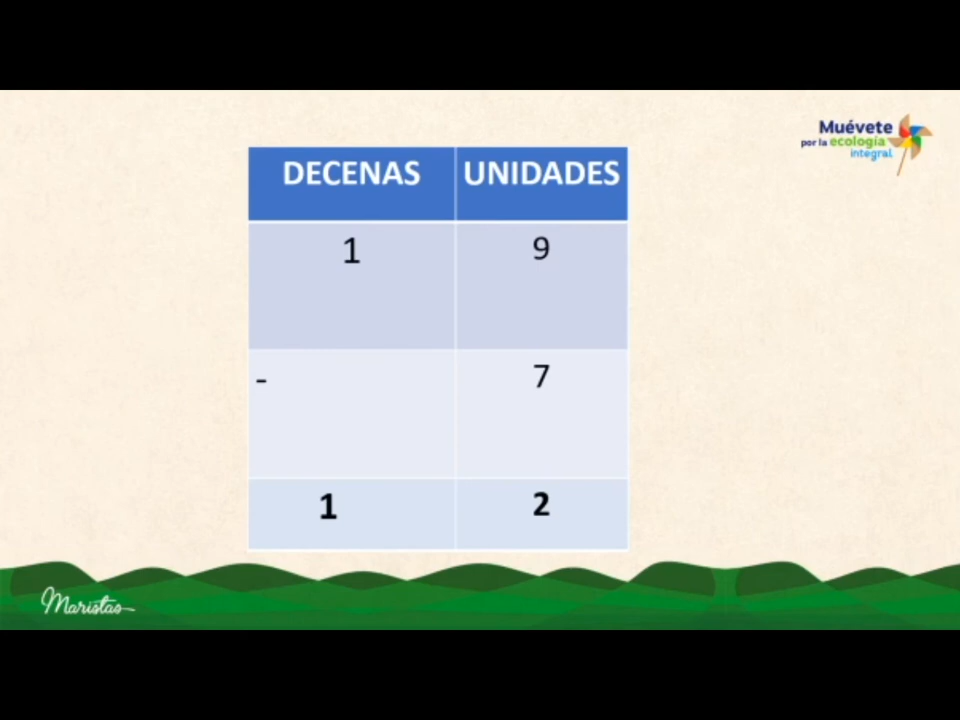 Muévete
por la ecología
integral
DECENAS UNIDADES
1 9
- 7
1 2
Maristas